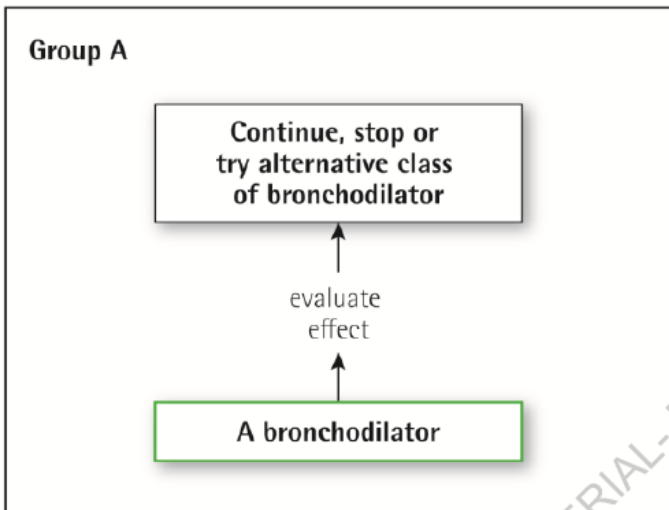 Group A
Continue, stop or
try alternative class
of bronchodilator
evaluate
effect
A bronchodilator